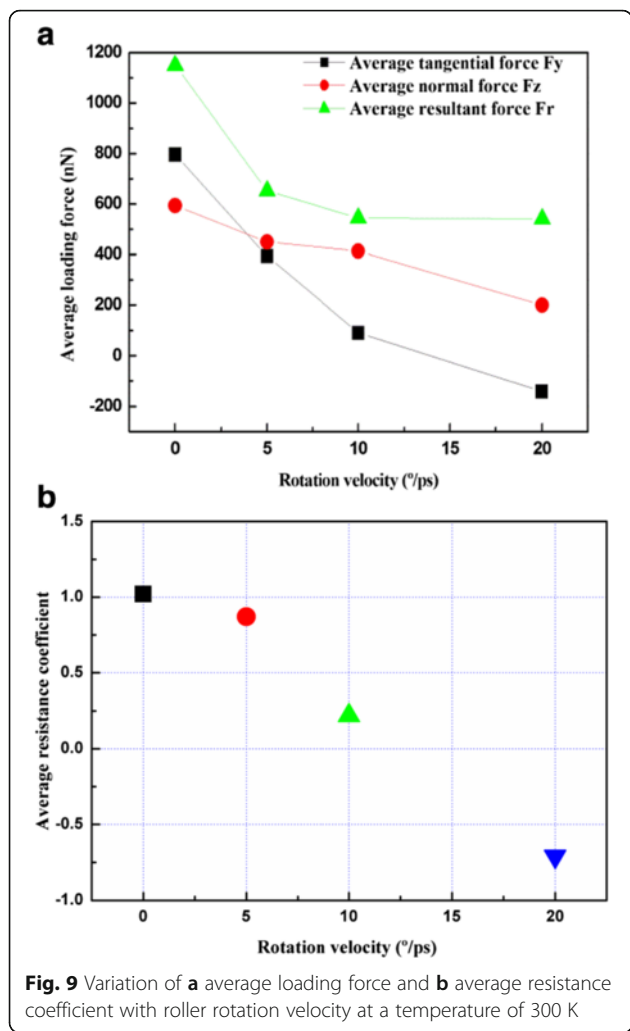 a
Average tangential force Fy
Average normal force Fz
Average resultant force Fr
1200
1000
800
600
400
200
0
-200
Average loading force (nN)
0 5 10 15 20
Rotation velocity (º/ps)
b
1.5
1.0
0.5
0.0
-0.5
-1.0
Average resistance coefficient
0 5 10 15 20
Rotation velocity (º/ps)
Fig. 9 Variation of a average loading force and b average resistance
coefficient with roller rotation velocity at a temperature of 300 K